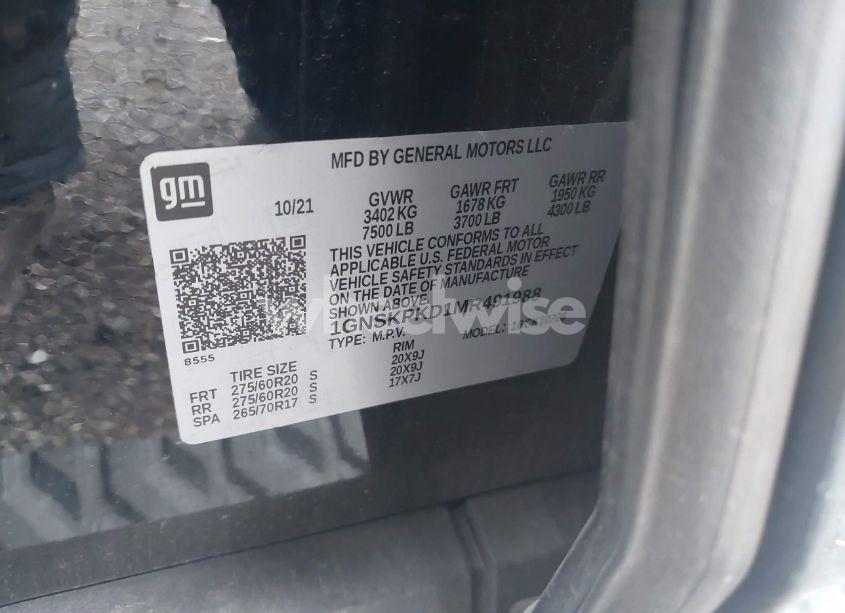 MFD BY GENERAL MOTORS LLC
gm
10/21
GVWR GAWR FRT GAWR RR
3402 KG 1678 KG 1950 KG
7500 LB 3700 LB 4300 LB
THIS VEHICLE CONFORMS TO ALL
APPLICABLE U.S. FEDERAL MOTOR
VEHICLE SAFETY STANDARDS IN EFFECT
ON THE DATE OF MANUFACTURE
SHOWN ABOVE.
1GNSKPKD1MR491988
TYPE: M.P.V. MODEL:
8555
TIRE SIZE RIM
FRT 275/60R20 S 20X9J
RR 275/60R20 S 20X9J
SPA 265/70R17 S 17X7J